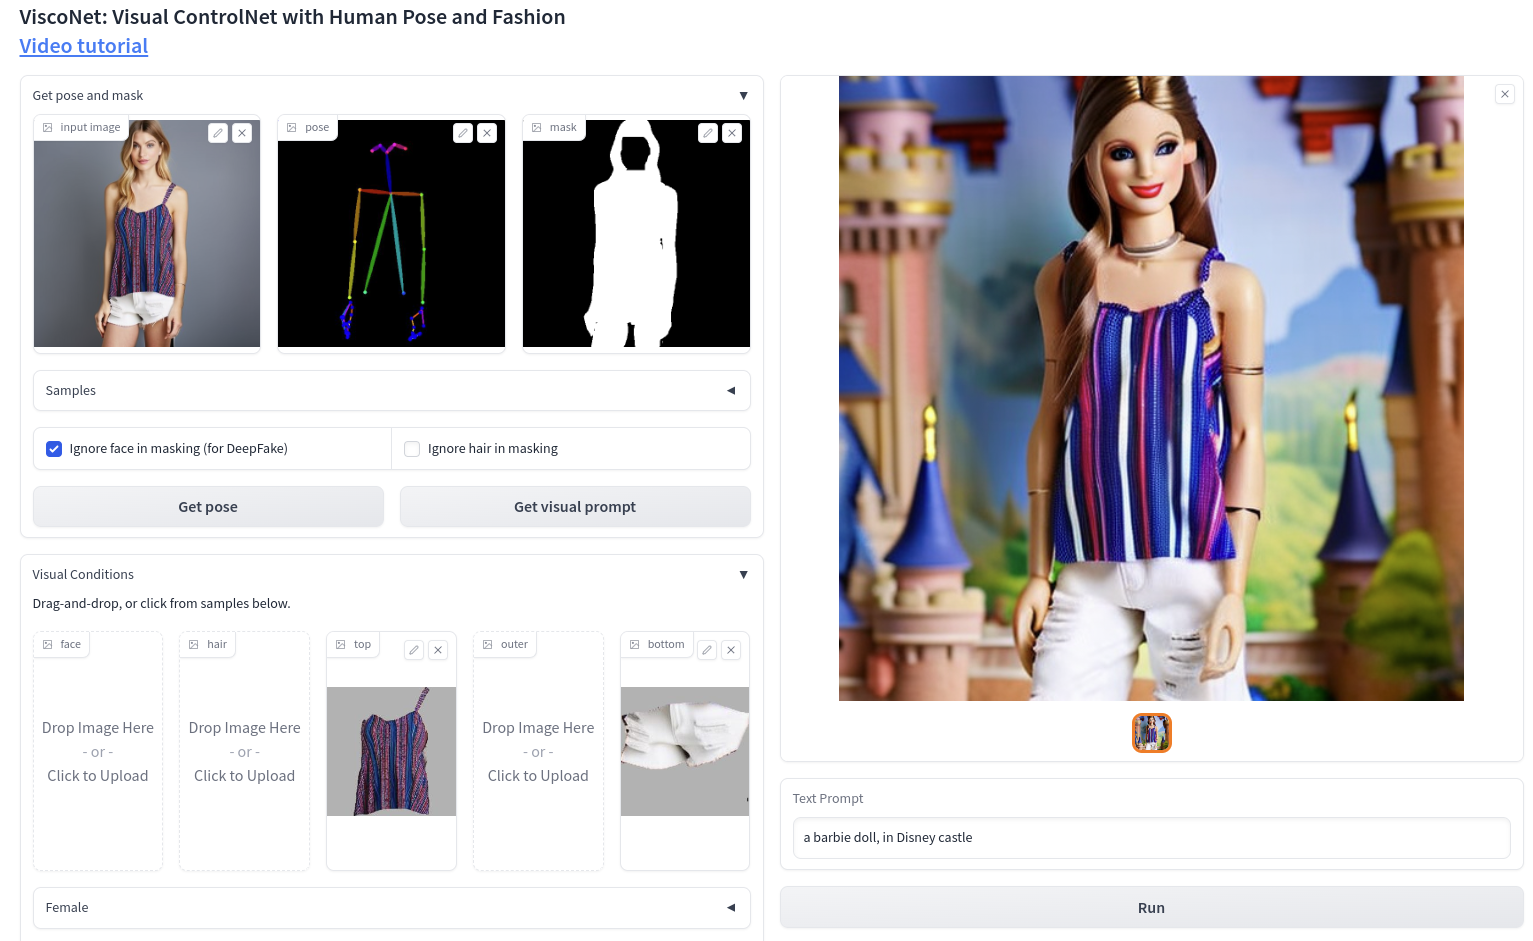 ViscoNet: Visual ControlNet with Human Pose and Fashion
Video tutorial
Get pose and mask
input image
pose
mask
Samples
Ignore face in masking (for DeepFake)
Ignore hair in masking
Get pose
Get visual prompt
Visual Conditions
Drag-and-drop, or click from samples below.
face
hair
top
outer
bottom
Drop Image Here
- or -
Click to Upload
Drop Image Here
- or -
Click to Upload
Drop Image Here
- or -
Click to Upload
Female
Text Prompt
a barbie doll, in Disney castle
Run